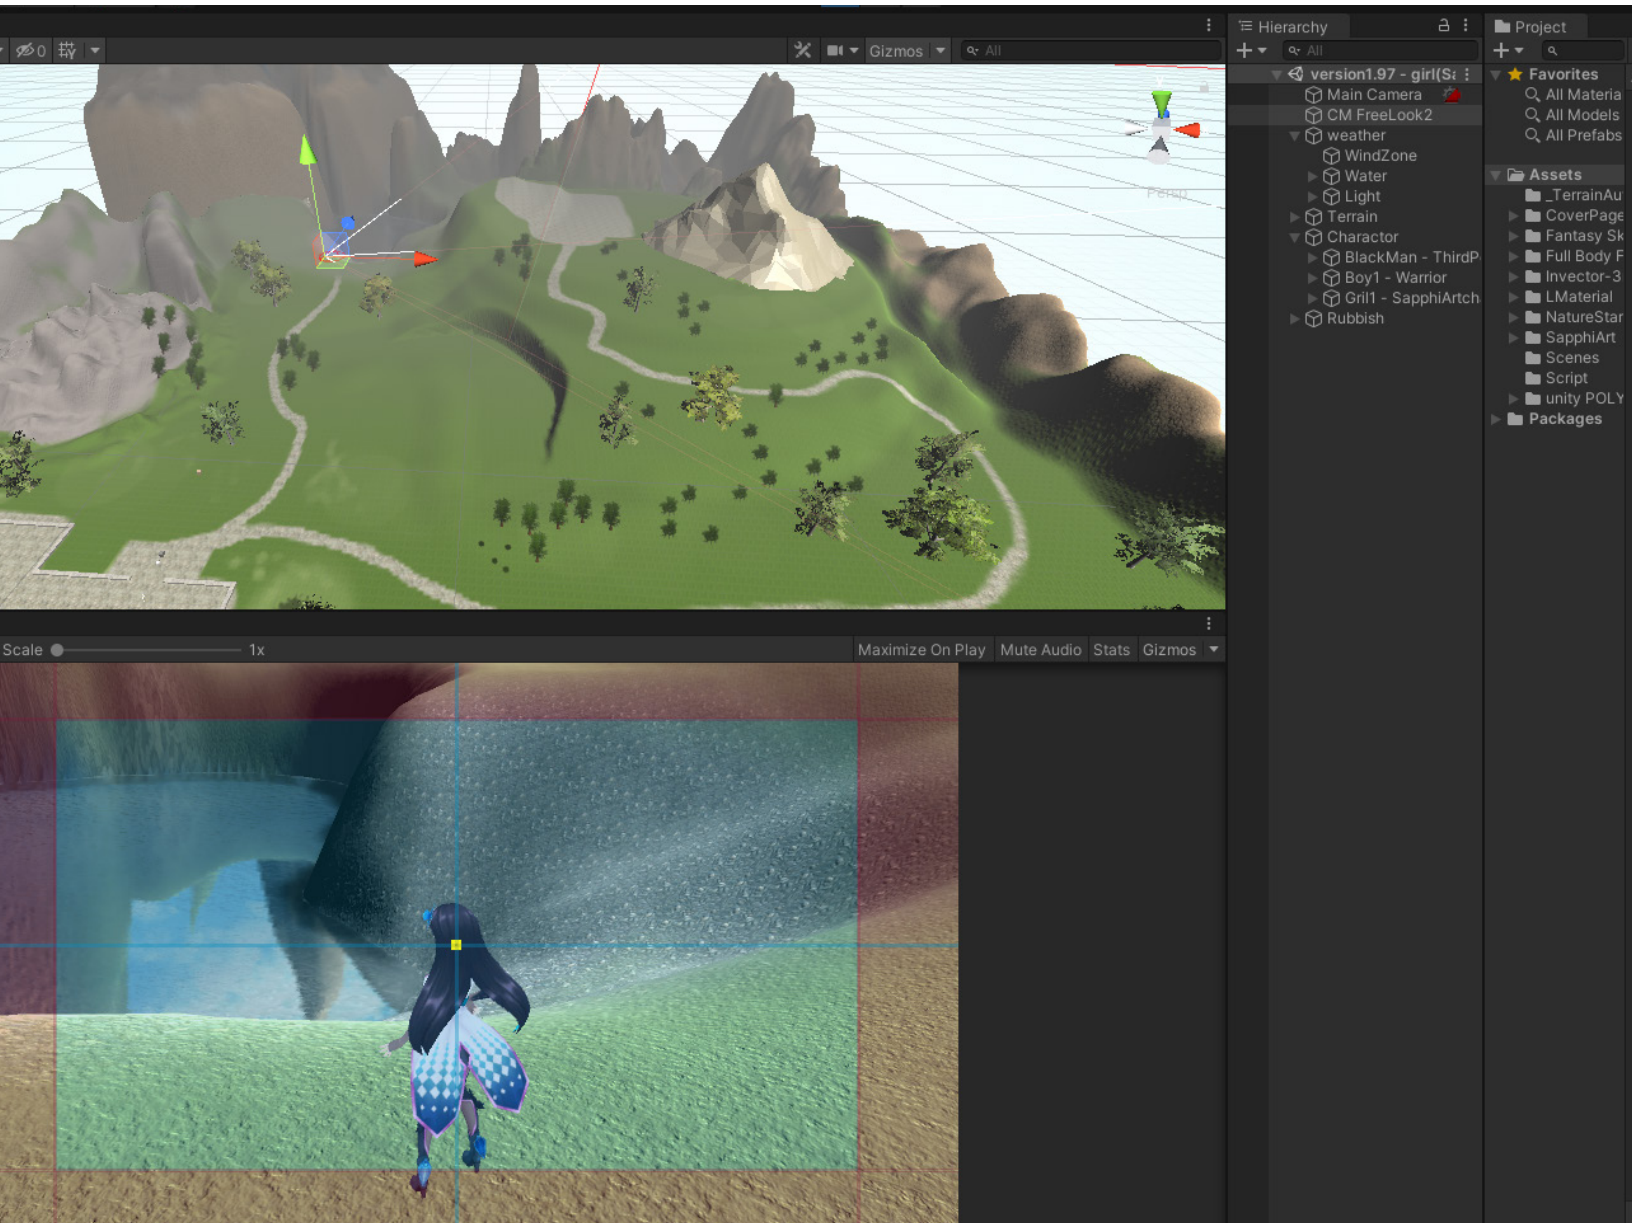 0
Gizmos
All
Persp
Scale
1x
Maximize On Play
Mute Audio
Stats
Gizmos
Hierarchy
All
version1.97 - girl(Sa
Main Camera
CM FreeLook2
weather
WindZone
Water
Light
Terrain
Charactor
BlackMan - ThirdP
Boy1 - Warrior
Gril1 - SapphiArtch
Rubbish
Project
Favorites
All Materia
All Models
All Prefabs
Assets
_TerrainAu
CoverPage
Fantasy Sk
Full Body F
Invector-3
LMaterial
NatureStar
SapphiArt
Scenes
Script
unity POLY
Packages